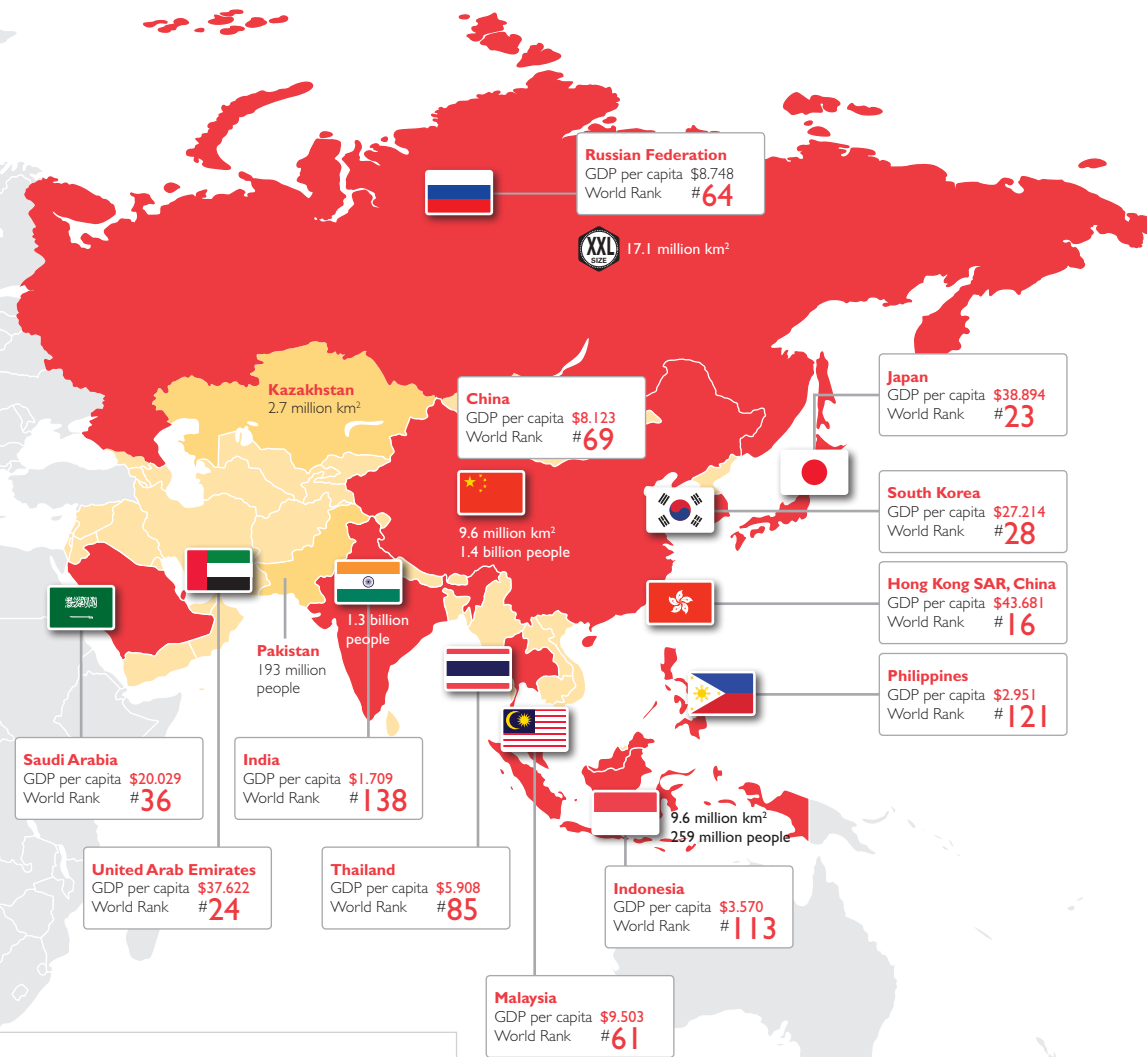 Russian Federation
GDP per capita $8.748
World Rank #64
XXL
SIZE
17.1 million km²
Kazakhstan
2.7 million km²
China
GDP per capita $8.123
World Rank #69
9.6 million km²
1.4 billion people
Japan
GDP per capita $38.894
World Rank #23
South Korea
GDP per capita $27.214
World Rank #28
Hong Kong SAR, China
GDP per capita $43.681
World Rank #16
Philippines
GDP per capita $2.951
World Rank #121
1.3 billion
people
Pakistan
193 million
people
Saudi Arabia
GDP per capita $20.029
World Rank #36
India
GDP per capita $1.709
World Rank #138
9.6 million km²
259 million people
United Arab Emirates
GDP per capita $37.622
World Rank #24
Thailand
GDP per capita $5.908
World Rank #85
Indonesia
GDP per capita $3.570
World Rank #113
Malaysia
GDP per capita $9.503
World Rank #61